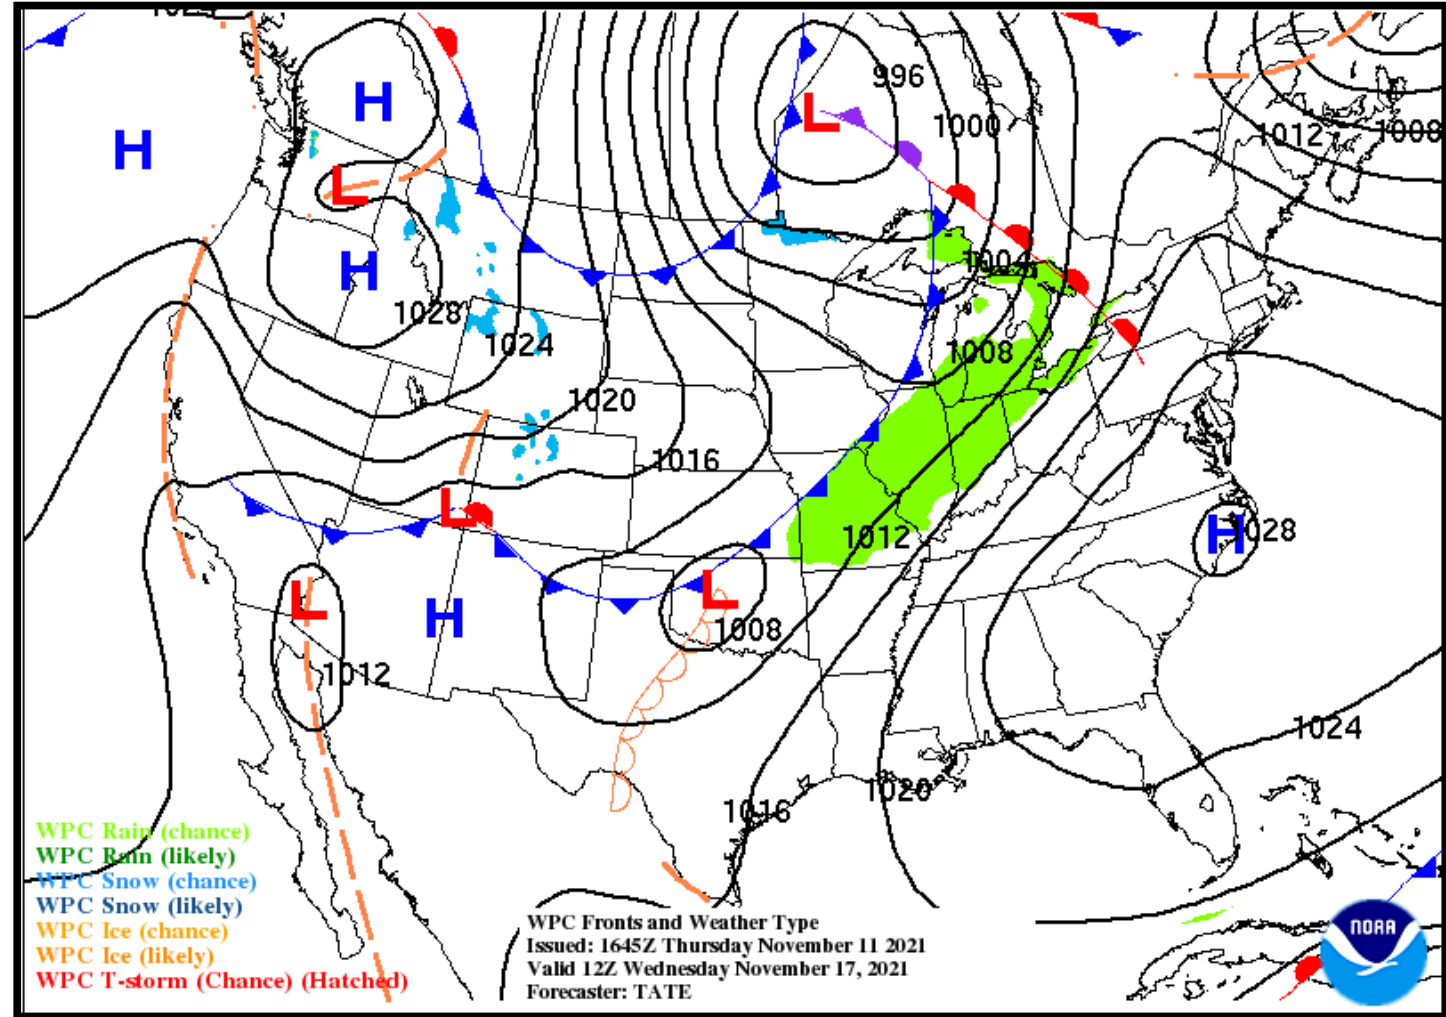 H
996
L
1000
1012
1008
H
L
H
1004
1028
1024
1008
1020
1016
L
1012
H
1028
L
L
H
1008
1012
1024
1016
1020
WPC Rain (chance)
WPC Rain (likely)
WPC Snow (chance)
WPC Snow (likely)
WPC Ice (chance)
WPC Ice (likely)
WPC T-storm (Chance) (Hatched)
WPC Fronts and Weather Type
Issued: 1645Z Thursday November 11 2021
Valid 12Z Wednesday November 17, 2021
Forecaster: TATE
NOAA